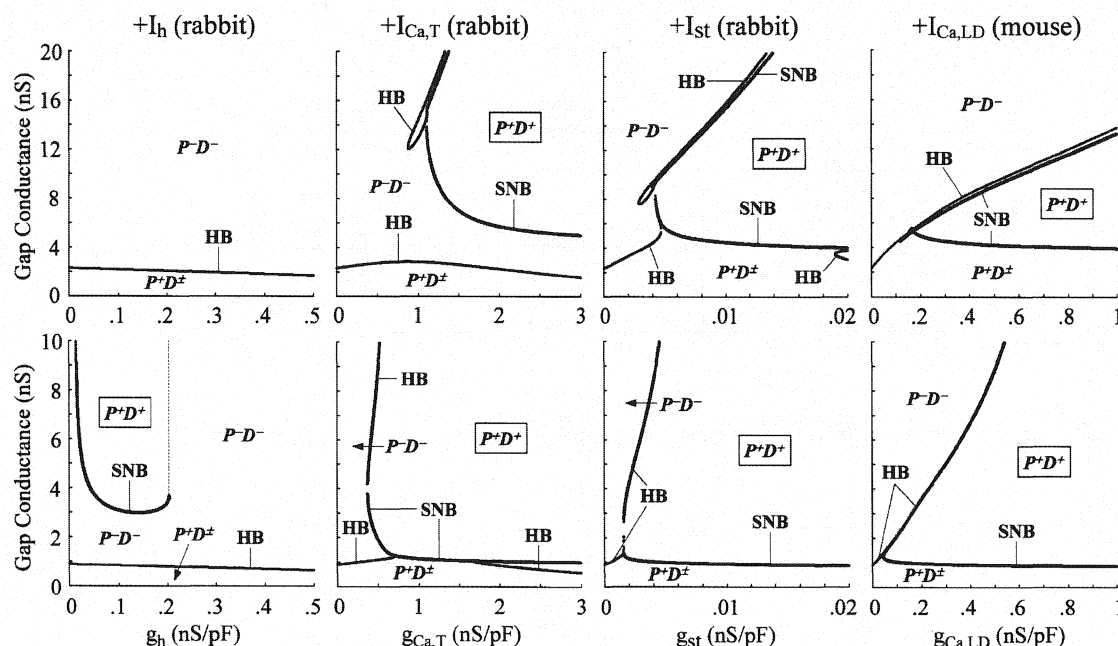 +I_h (rabbit) +I_Ca,T (rabbit) +I_st (rabbit) +I_Ca,LD (mouse)
Gap Conductance (nS)
20
16
12
8
4
0
P⁻D⁻
HB
P⁺D±
0 .1 .2 .3 .4 .5
HB
P⁺D⁺
P⁻D⁻
SNB
HB
P⁺D±
0 1 2 3
HB
SNB
P⁻D⁻
P⁺D⁺
SNB
HB
P⁺D±
HB
0 .01 .02
P⁻D⁻
HB
P⁺D⁺
SNB
P⁺D±
0 .2 .4 .6 .8 1
Gap Conductance (nS)
10
8
6
4
2
0
P⁺D⁺
P⁻D⁻
SNB
P⁻D⁻
P⁺D±
HB
0 .1 .2 .3 .4 .5
g_h (nS/pF)
HB
P⁻D⁻
P⁺D⁺
SNB
HB
HB
P⁺D±
0 1 2 3
g_Ca,T (nS/pF)
P⁻D⁻
P⁺D⁺
HB
SNB
P⁺D±
0 .01 .02
g_st (nS/pF)
P⁻D⁻
HB
P⁺D⁺
SNB
P⁺D±
0 .2 .4 .6 .8 1
g_Ca,LD (nS/pF)